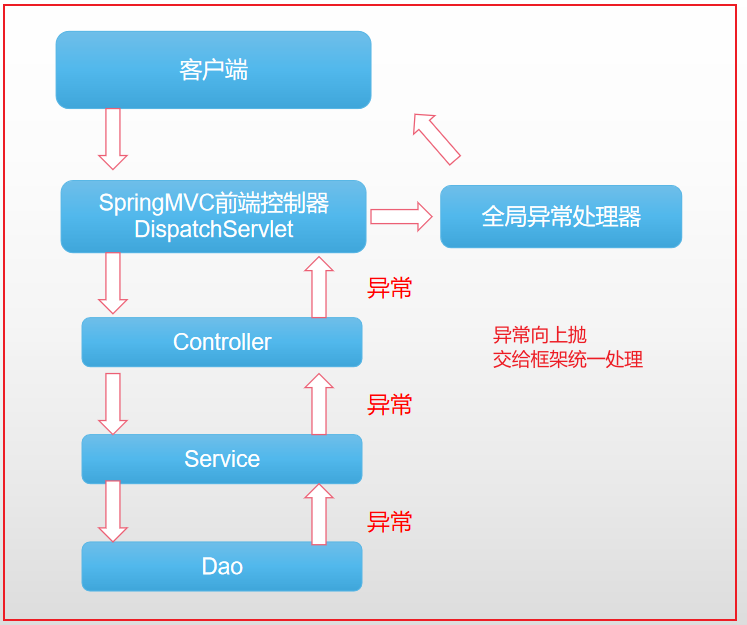 客户端
SpringMVC前端控制器
DispatchServlet
全局异常处理器
异常
Controller
异常向上抛
交给框架统一处理
异常
Service
异常
Dao